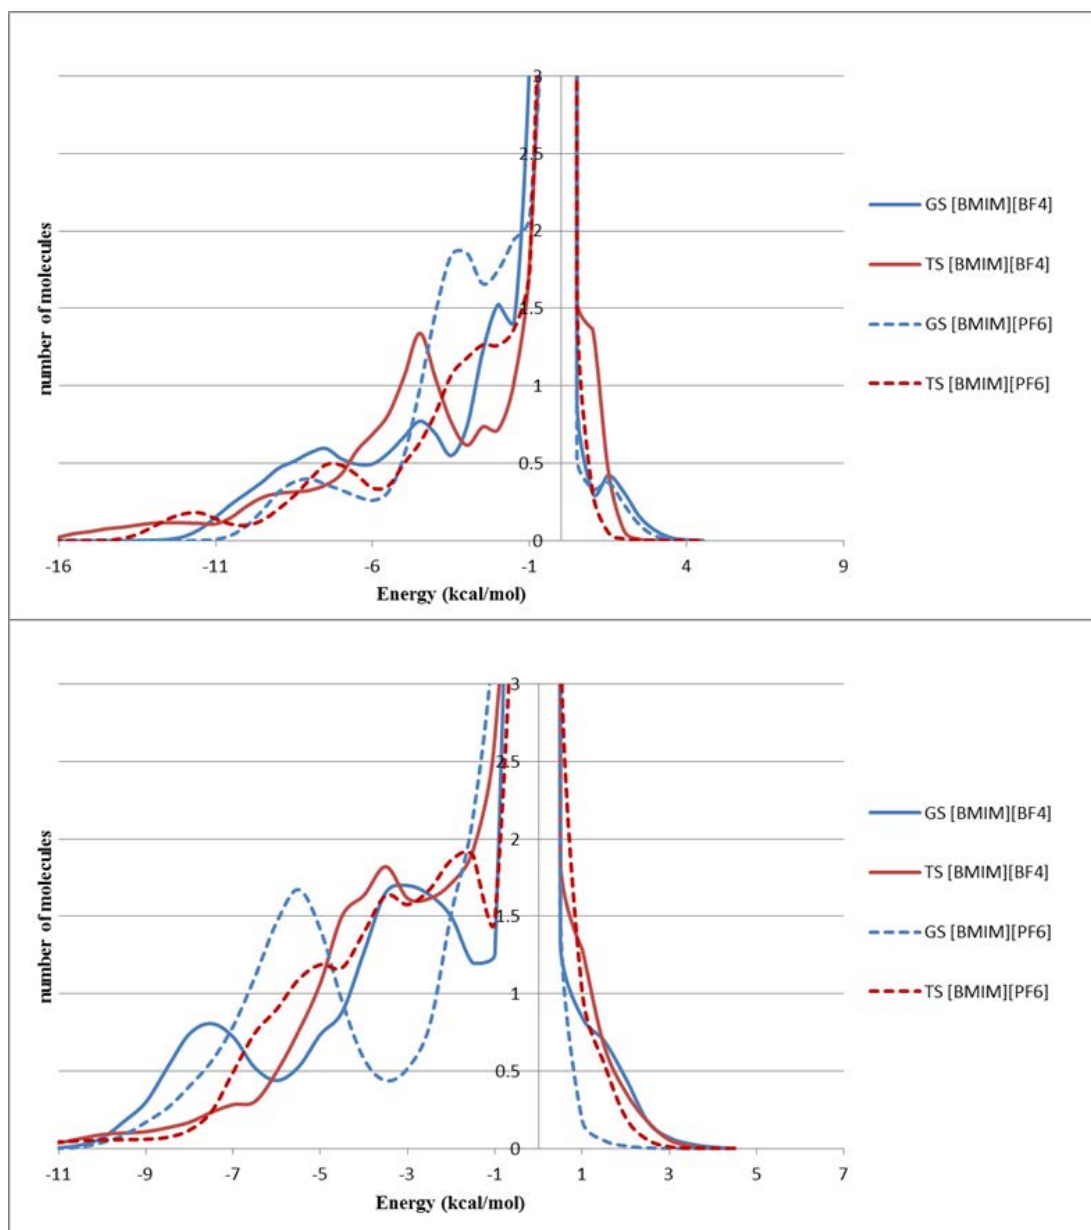 3
2.5
2
1.5
1
0.5
0
number of molecules
-16 -11 -6 -1 4 9
Energy (kcal/mol)
GS [BMIM][BF4]
TS [BMIM][BF4]
GS [BMIM][PF6]
TS [BMIM][PF6]
3
2.5
2
1.5
1
0.5
0
number of molecules
-11 -9 -7 -5 -3 -1 1 3 5 7
Energy (kcal/mol)
GS [BMIM][BF4]
TS [BMIM][BF4]
GS [BMIM][PF6]
TS [BMIM][PF6]